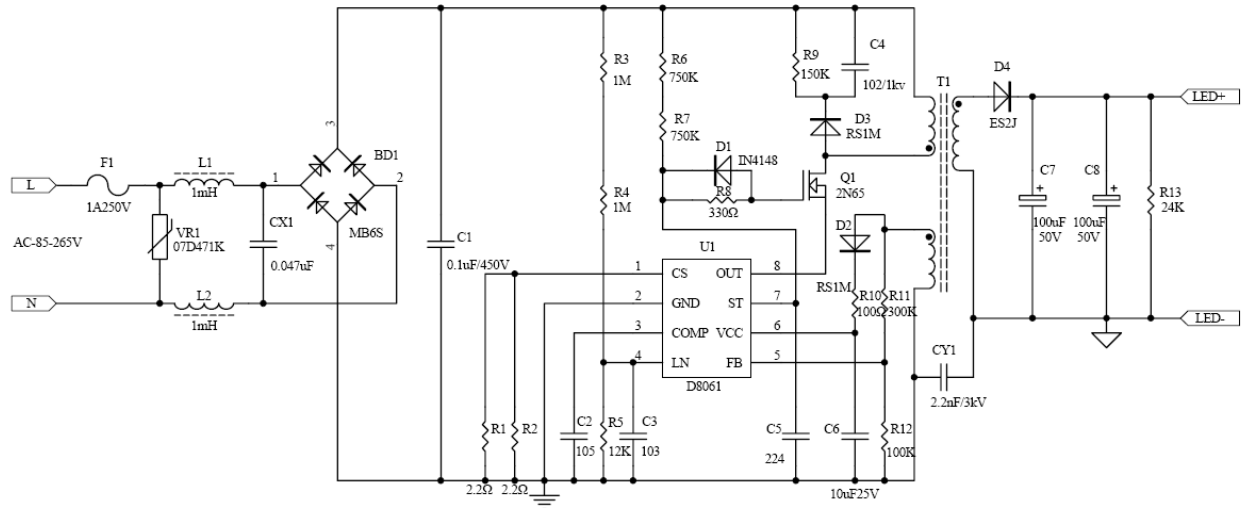 L
F1
1A250V
AC-85-265V
N
VR1
07D471K
L1
1mH
L2
1mH
CX1
0.047uF
1
3
2
4
BD1
MB6S
C1
0.1uF/450V
R1
2.2Ω
R2
2.2Ω
R3
1M
R4
1M
R5
12K
C2
105
C3
103
R6
750K
R7
750K
D1
IN4148
R8
330Ω
R9
150K
C4
102/1kv
D3
RS1M
Q1
2N65
U1
1 CS OUT 8
2 GND ST 7
3 COMP VCC 6
4 LN FB 5
D8061
D2
RS1M
R10
100Ω
R11
300K
R12
100K
C5
224
C6
10uF25V
T1
CY1
2.2nF/3kV
D4
ES2J
C7
100uF
50V
C8
100uF
50V
R13
24K
LED+
LED-